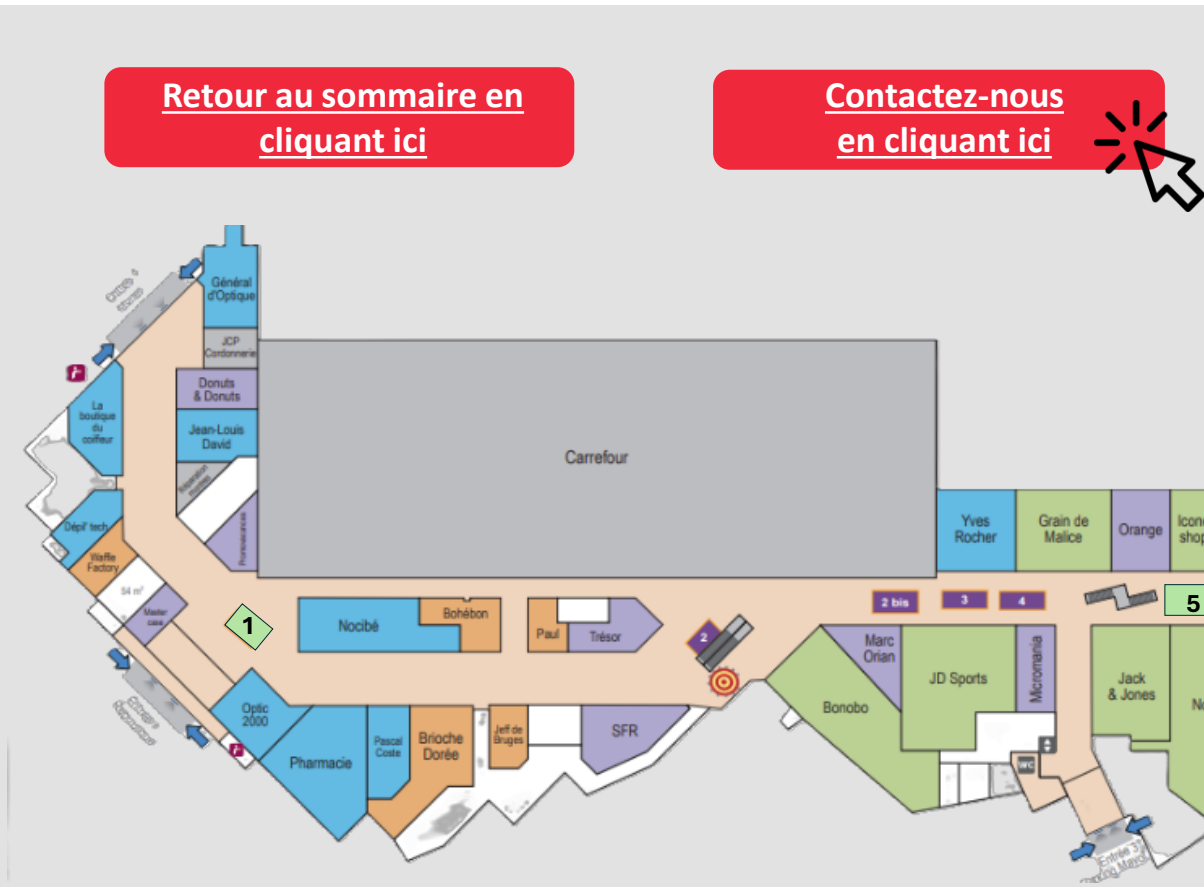 Retour au sommaire en
cliquant ici
Contactez-nous
en cliquant ici
Général
d'Optique
JCP
Cordonnerie
Donuts
& Donuts
La
boutique
du
coiffeur
Jean-Louis
David
Carrefour
Dépil' tech
Waffle
Factory
54 m²
Master
case
Yves
Rocher
Grain de
Malice
Orange
1
Nocibé
Bohébon
Paul
Trésor
2
2 bis
3
4
5
Marc
Orian
JD Sports
Micromania
Jack
& Jones
Bonobo
Optic
2000
Pharmacie
Pascal
Coste
Brioche
Dorée
Jeff de
Bruges
SFR
WC
Entrée 3